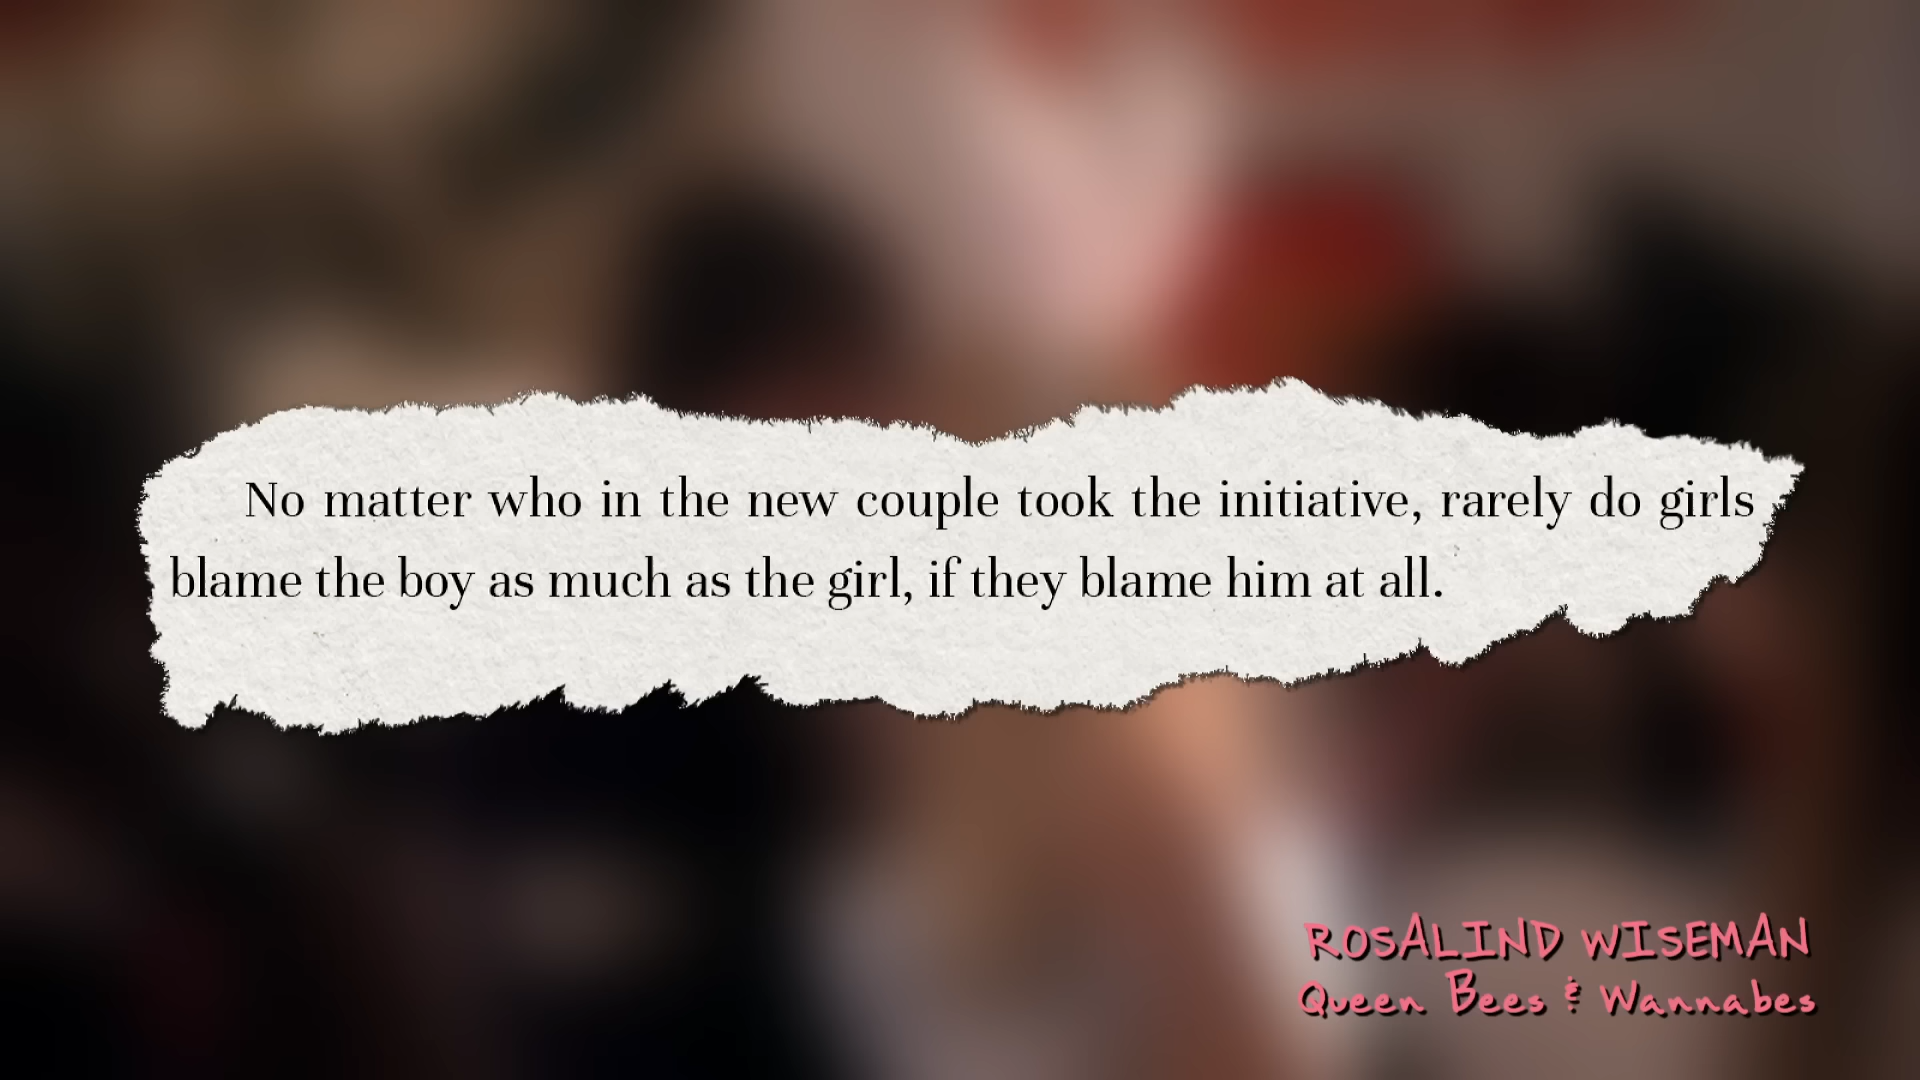 No matter who in the new couple took the initiative, rarely do girls
blame the boy as much as the girl, if they blame him at all.
ROSALIND WISEMAN
Queen Bees & Wannabes